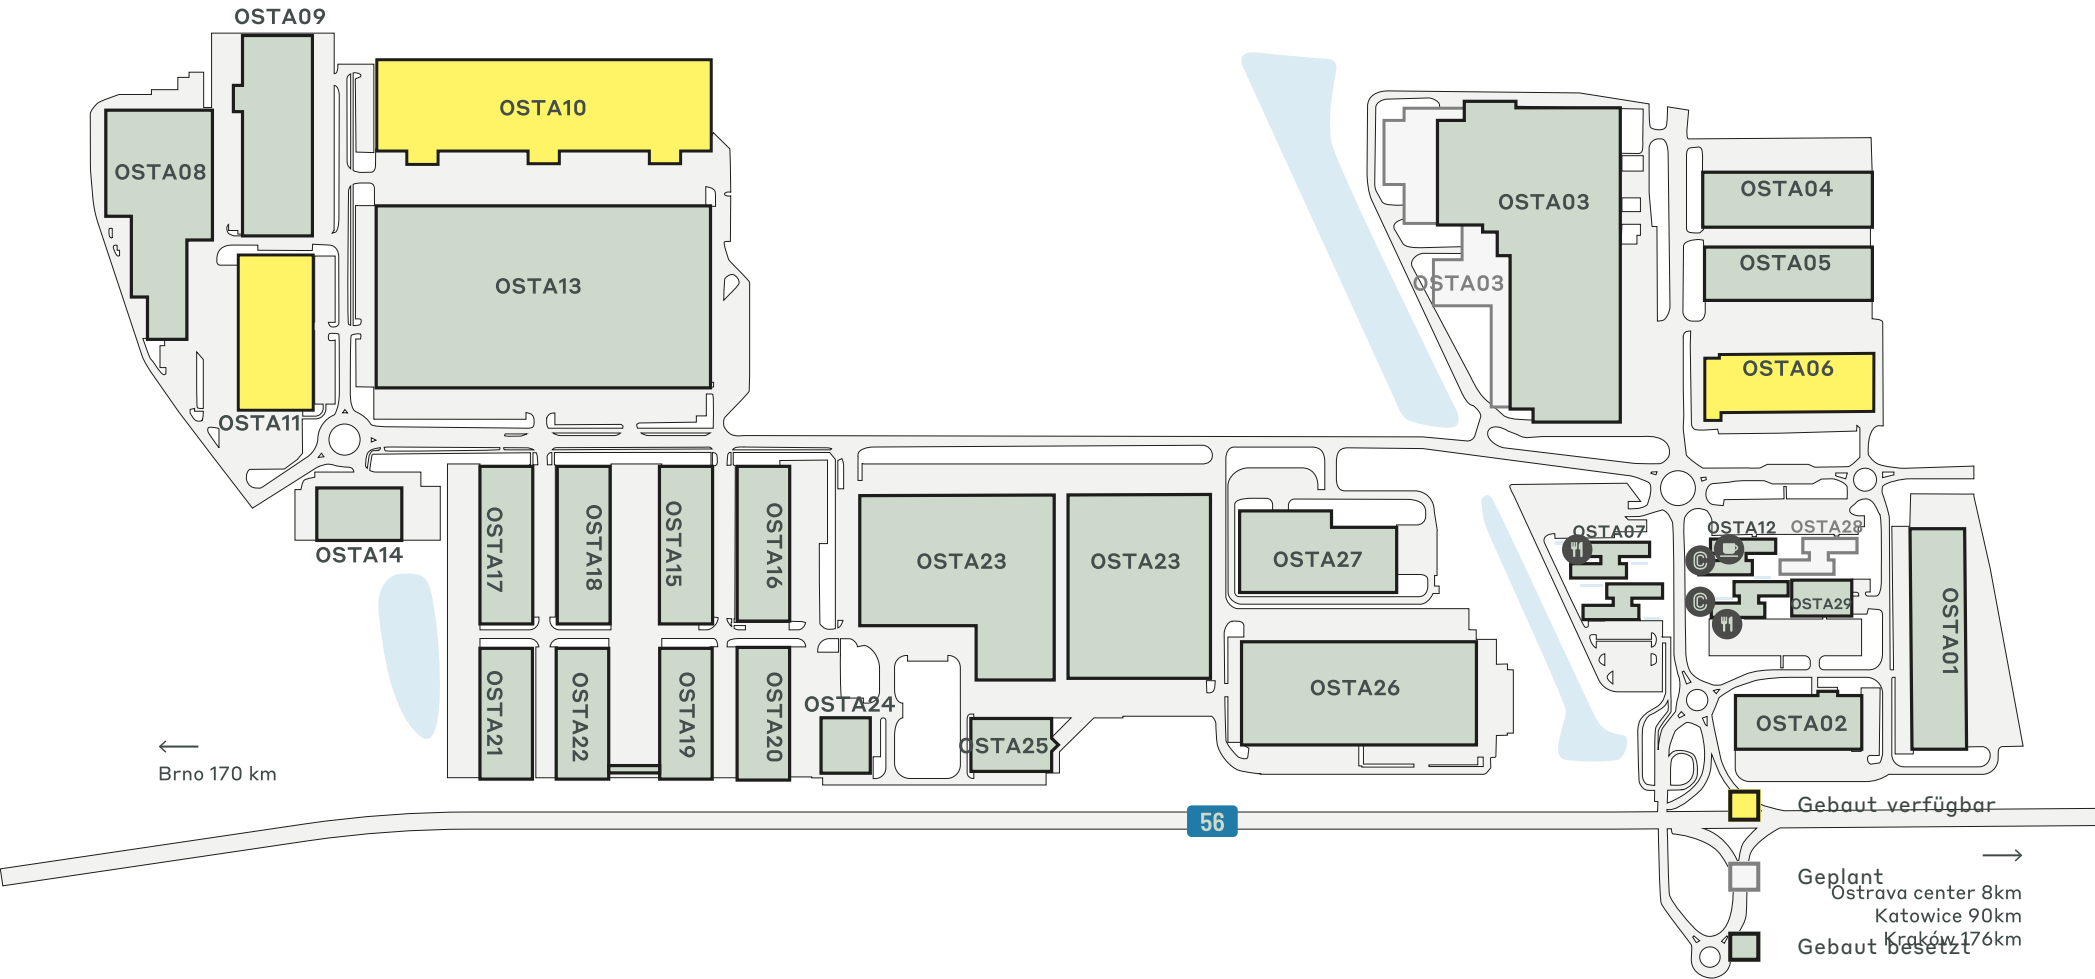 OSTA09
OSTA10
OSTA08
OSTA03
OSTA04
OSTA05
OSTA13
OSTA03
OSTA06
OSTA11
OSTA14
OSTA17
OSTA18
OSTA15
OSTA16
OSTA23
OSTA23
OSTA27
OSTA07
OSTA12
OSTA28
C
C
OSTA29
OSTA01
OSTA21
OSTA22
OSTA19
OSTA20
OSTA24
OSTA25
OSTA26
OSTA02
Brno 170 km
56
Gebaut verfügbar
Geplant
Ostrava center 8km
Katowice 90km
Kraków 176km
Gebaut besetzt